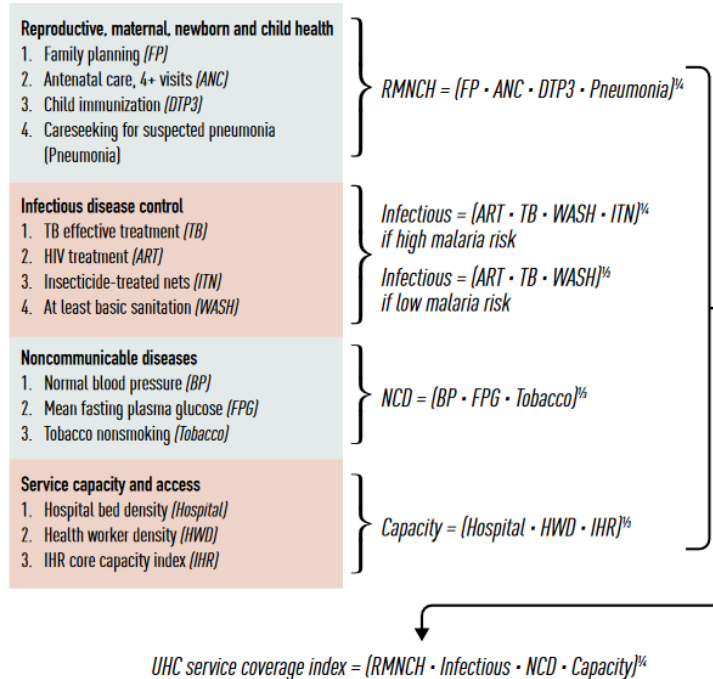 Reproductive, maternal, newborn and child health
1. Family planning (FP)
2. Antenatal care, 4+ visits (ANC)
3. Child immunization (DTP3)
4. Careseeking for suspected pneumonia
(Pneumonia)
RMNCH = (FP • ANC • DTP3 • Pneumonia)¼
Infectious disease control
1. TB effective treatment (TB)
2. HIV treatment (ART)
3. Insecticide-treated nets (ITN)
4. At least basic sanitation (WASH)
Infectious = (ART • TB • WASH • ITN)¼
if high malaria risk
Infectious = (ART • TB • WASH)⅓
if low malaria risk
Noncommunicable diseases
1. Normal blood pressure (BP)
2. Mean fasting plasma glucose (FPG)
3. Tobacco nonsmoking (Tobacco)
NCD = (BP • FPG • Tobacco)⅓
Service capacity and access
1. Hospital bed density (Hospital)
2. Health worker density (HWD)
3. IHR core capacity index (IHR)
Capacity = (Hospital • HWD • IHR)⅓
UHC service coverage index = (RMNCH • Infectious • NCD • Capacity)¼